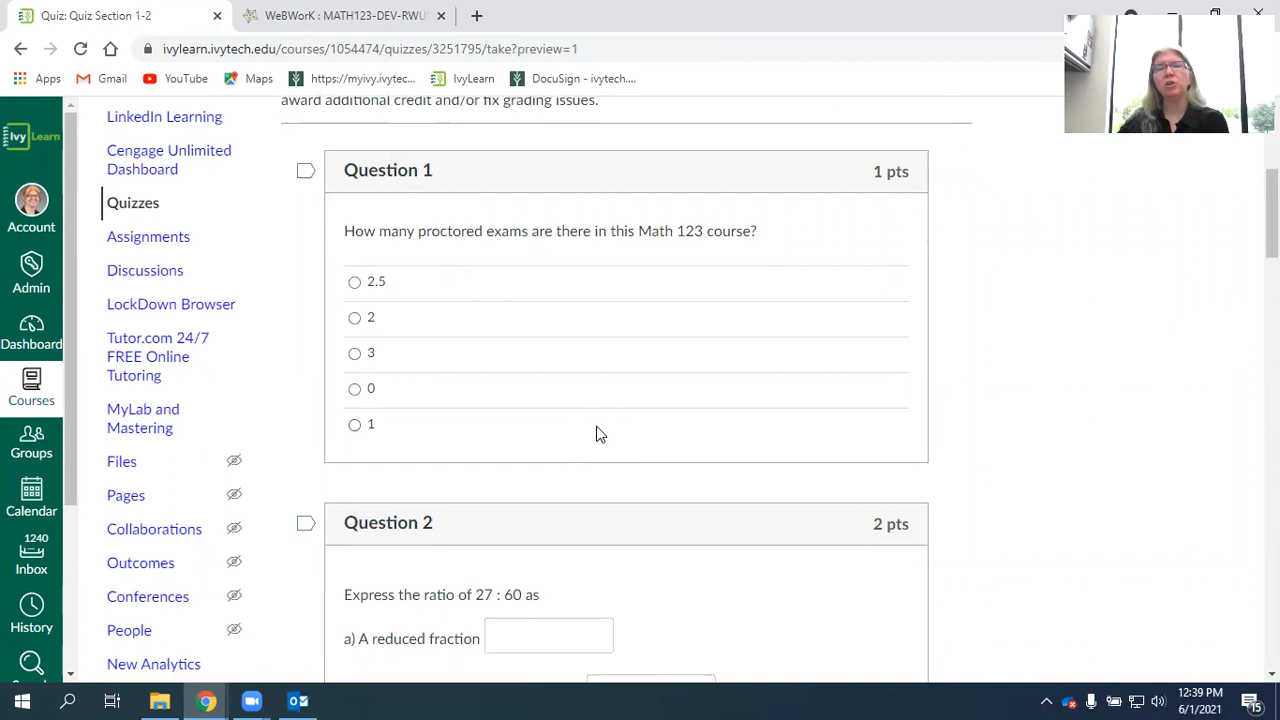 Quiz: Quiz Section 1-2
WeBWorK : MATH123-DEV-RWU
ivylearn.ivytech.edu/courses/1054474/quizzes/3251795/take?preview=1
Apps
Gmail
YouTube
Maps
https://myivy.ivytec...
IvyLearn
DocuSign - ivytech....
Ivy Learn
Account
Admin
Dashboard
Courses
Groups
Calendar
1240
Inbox
History
LinkedIn Learning
Cengage Unlimited
Dashboard
Quizzes
Assignments
Discussions
LockDown Browser
Tutor.com 24/7
FREE Online
Tutoring
MyLab and
Mastering
Files
Pages
Collaborations
Outcomes
Conferences
People
New Analytics
award additional credit and/or fix grading issues.
Question 1
1 pts
How many proctored exams are there in this Math 123 course?
2.5
2
3
0
1
Question 2
2 pts
Express the ratio of 27 : 60 as
a) A reduced fraction
12:39 PM
6/1/2021
15